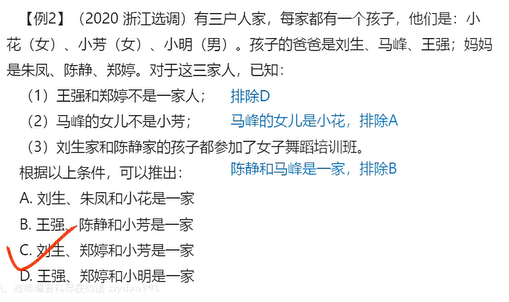 【例2】（2020 浙江选调）有三户人家，每家都有一个孩子，他们是：小
花（女）、小芳（女）、小明（男）。孩子的爸爸是刘生、马峰、王强；妈妈
是朱凤、陈静、郑婷。对于这三家人，已知：
（1）王强和郑婷不是一家人； 排除D
（2）马峰的女儿不是小芳； 马峰的女儿是小花，排除A
（3）刘生家和陈静家的孩子都参加了女子舞蹈培训班。
根据以上条件，可以推出： 陈静和马峰是一家，排除B
A. 刘生、朱凤和小花是一家
B. 王强、陈静和小芳是一家
C. 刘生、郑婷和小芳是一家
D. 王强、郑婷和小明是一家